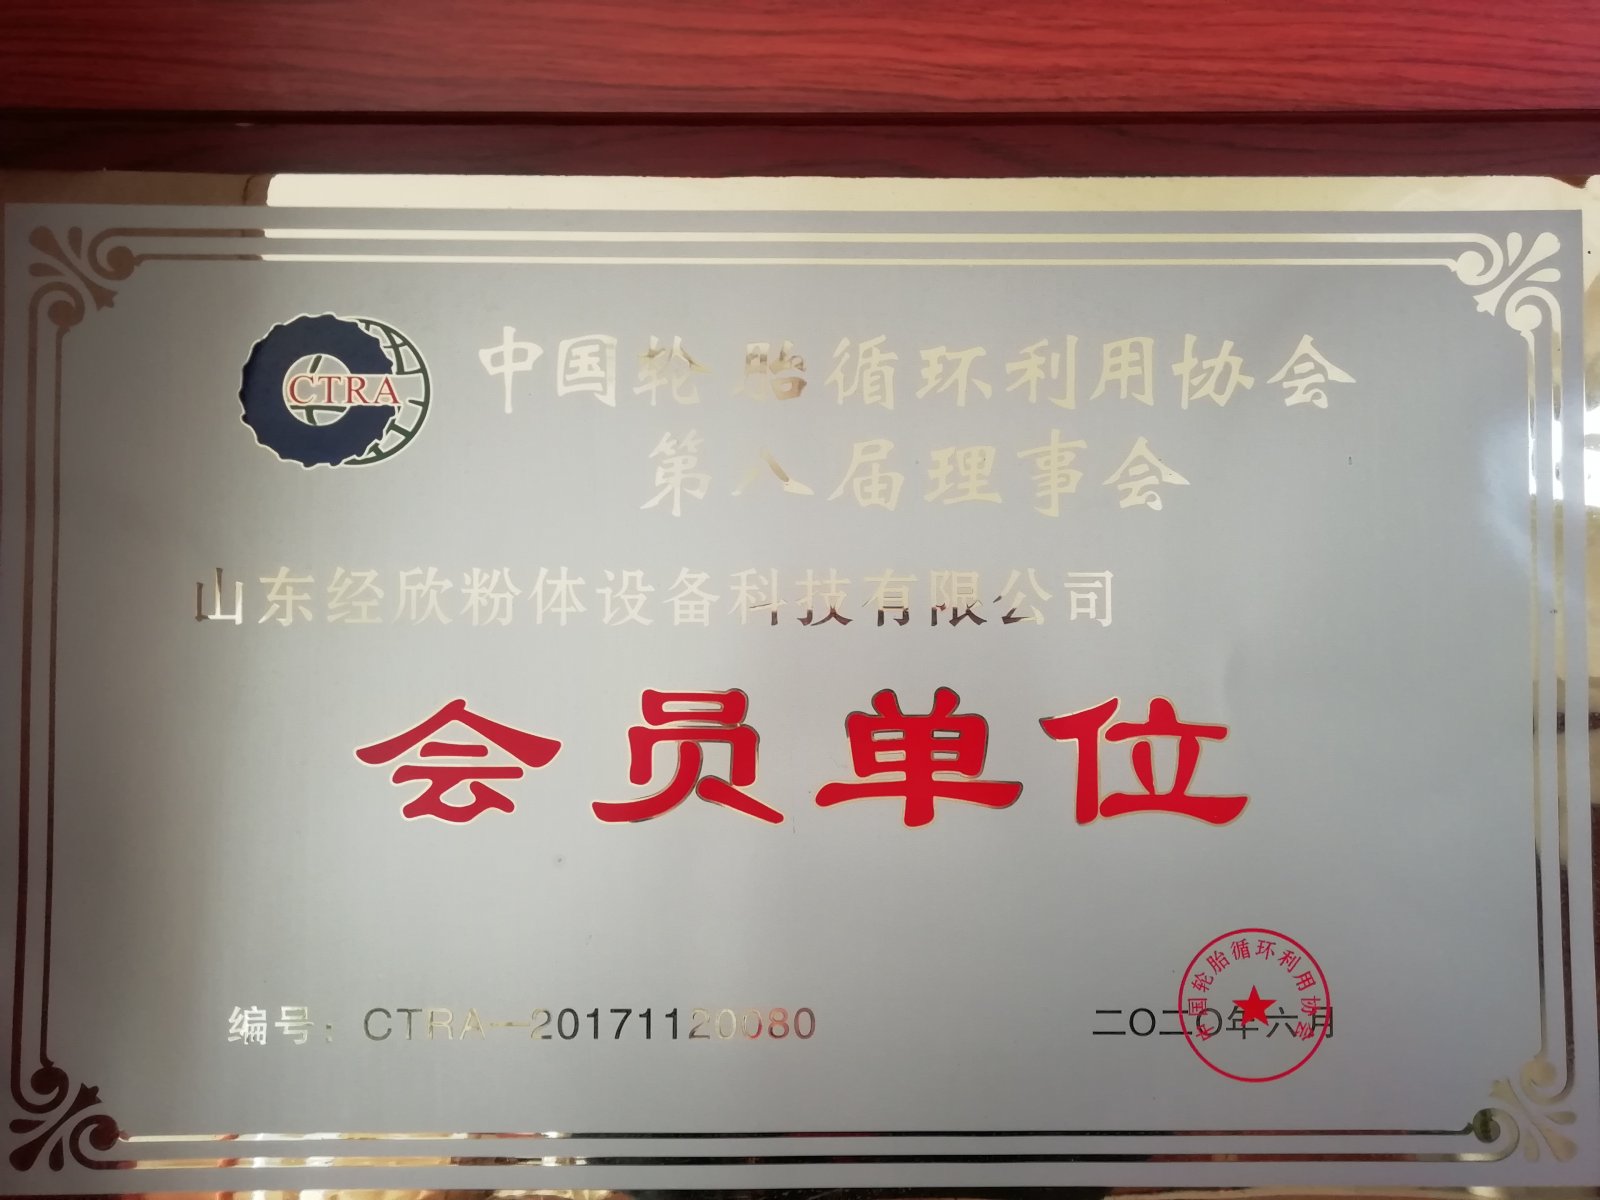 CTRA
中国轮胎循环利用协会
第八届理事会
山东经欣粉体设备科技有限公司
会员单位
编号：CTRA—20171120080
二〇二〇年六月
中国轮胎循环利用协会